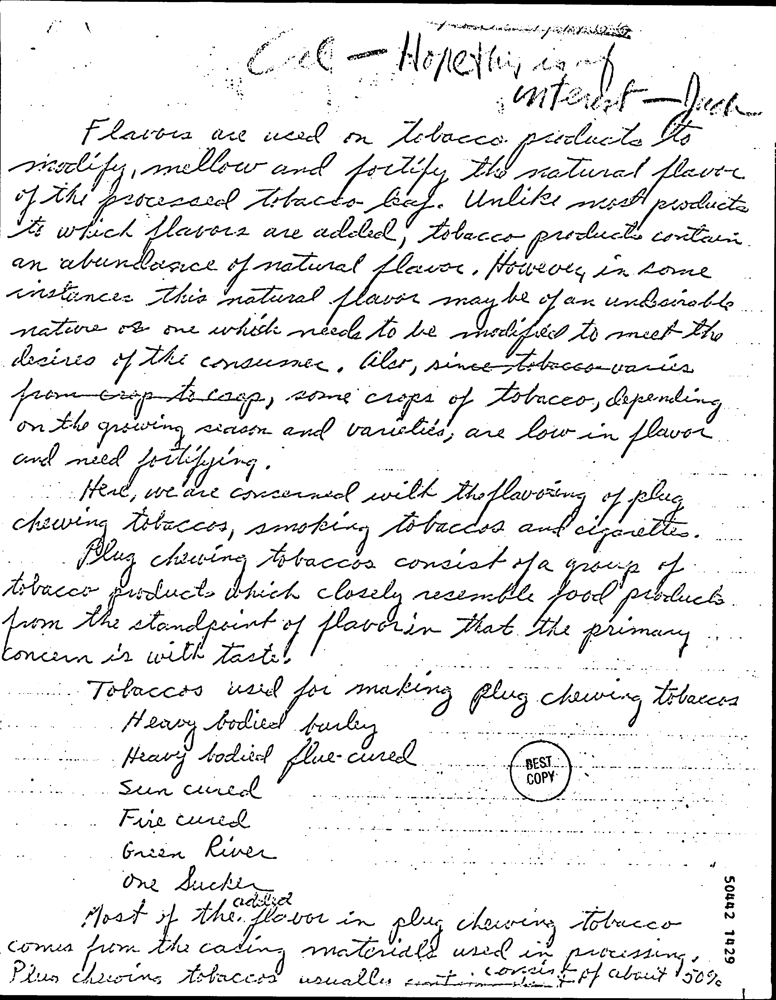 Cal - Hope this is of
interest - Jack
Flavors are used on tobacco products to
modify, mellow and fortify the natural flavor
of the processed tobacco leaf. Unlike most products
to which flavors are added, tobacco products contain
an abundance of natural flavor. However, in some
instances this natural flavor may be of an undesirable
nature or one which needs to be modified to meet the
desires of the consumer. Also, since tobacco varies
from crop to crop, some crops of tobacco, depending
on the growing season and varieties, are low in flavor
and need fortifying.
Here, we are concerned with the flavoring of plug
chewing tobaccos, smoking tobaccos and cigarettes.
Plug chewing tobaccos consist of a group of
tobacco products which closely resemble food products
from the standpoint of flavor in that the primary
concern is with taste.
Tobaccos used for making plug chewing tobaccos
Heavy bodied burley
Heavy bodied flue-cured
Sun cured
BEST
COPY
Fire cured
Green River
One Sucker
added
Most of the flavor in plug chewing tobacco
comes from the casing materials used in processing.
Plug chewing tobaccos usually consist of about 50%
50442 1429